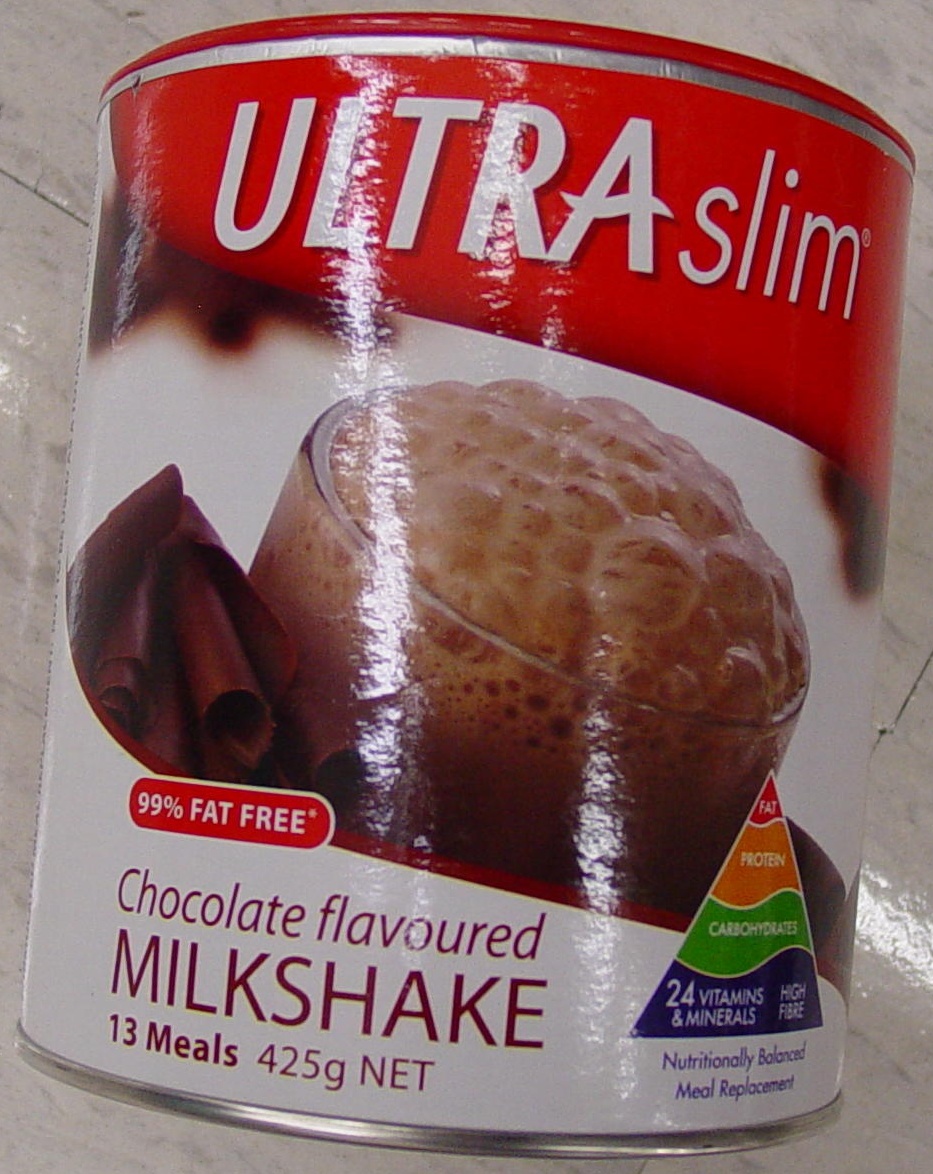 ULTRA slim®
99% FAT FREE*
Chocolate flavoured
MILKSHAKE
13 Meals 425g NET
FAT
PROTEIN
CARBOHYDRATES
24 VITAMINS & MINERALS
HIGH FIBRE
Nutritionally Balanced
Meal Replacement